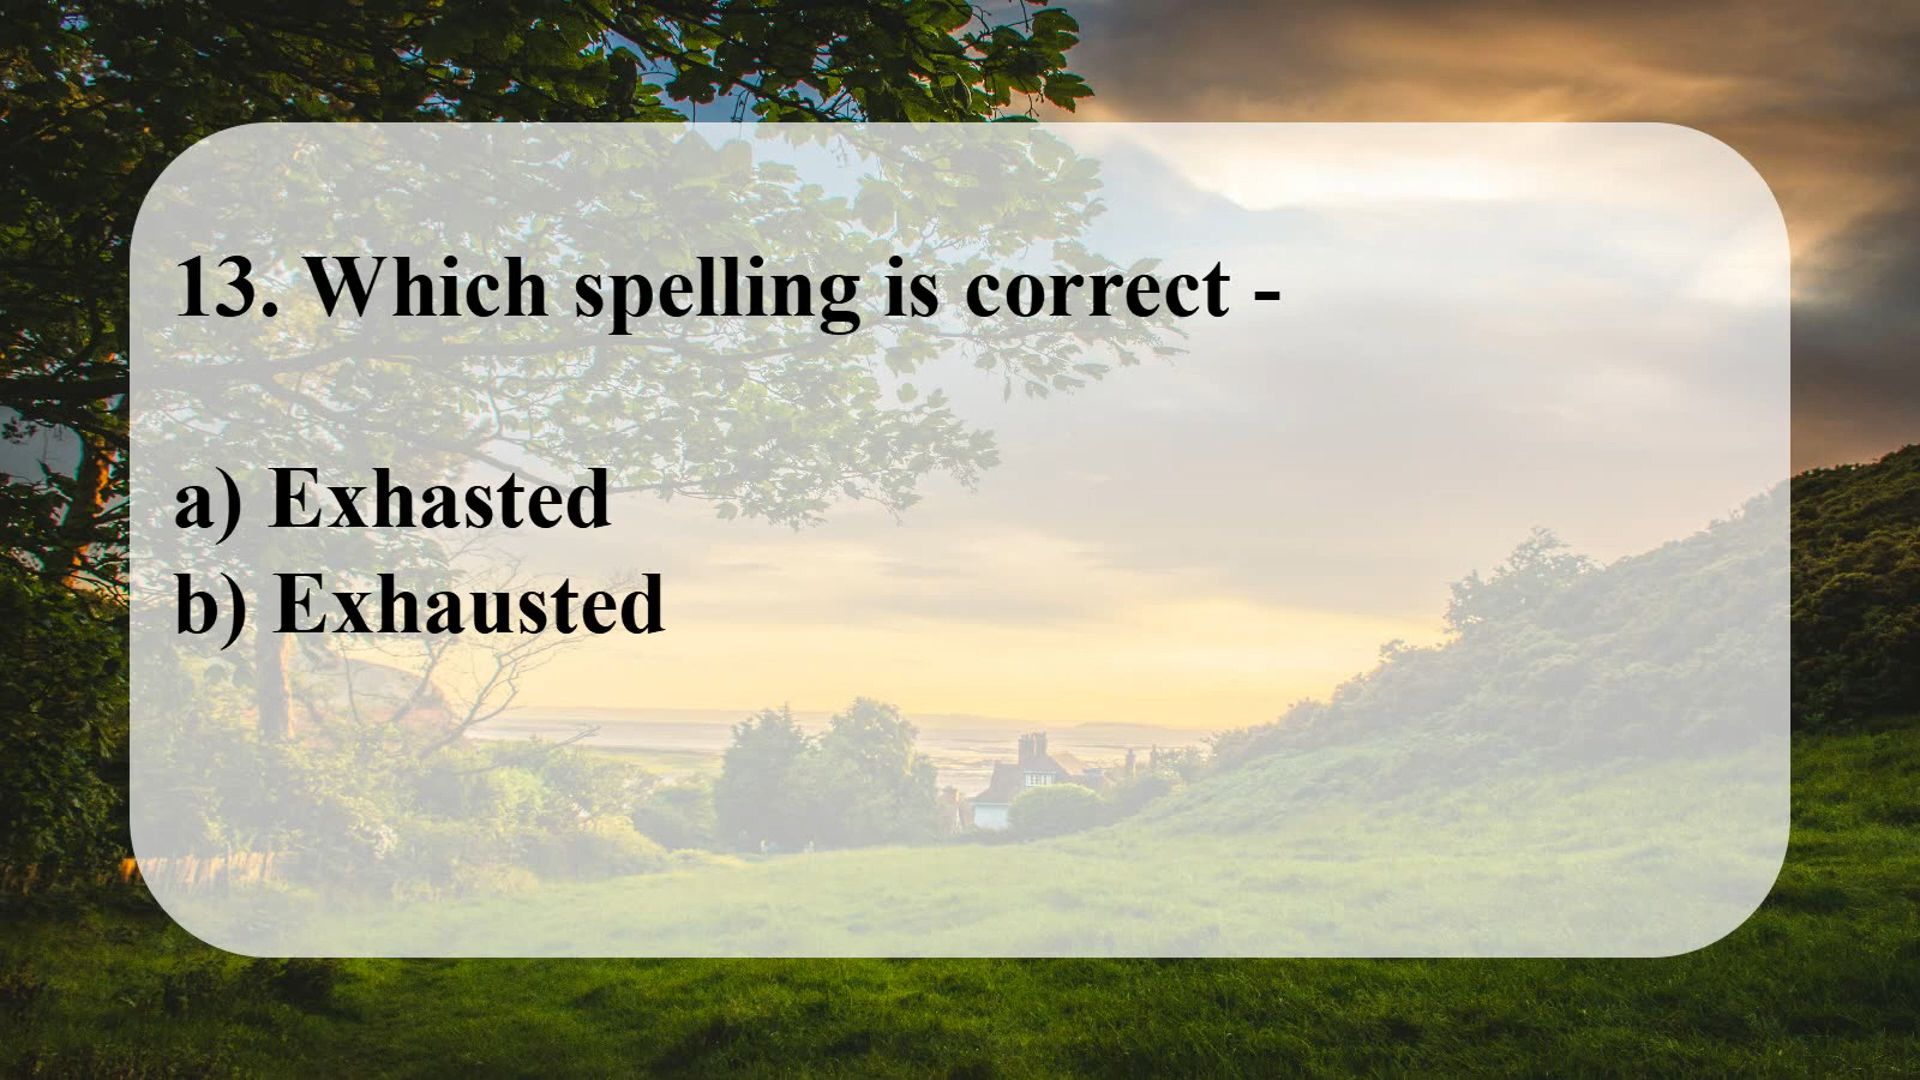 13. Which spelling is correct -
a) Exhasted
b) Exhausted